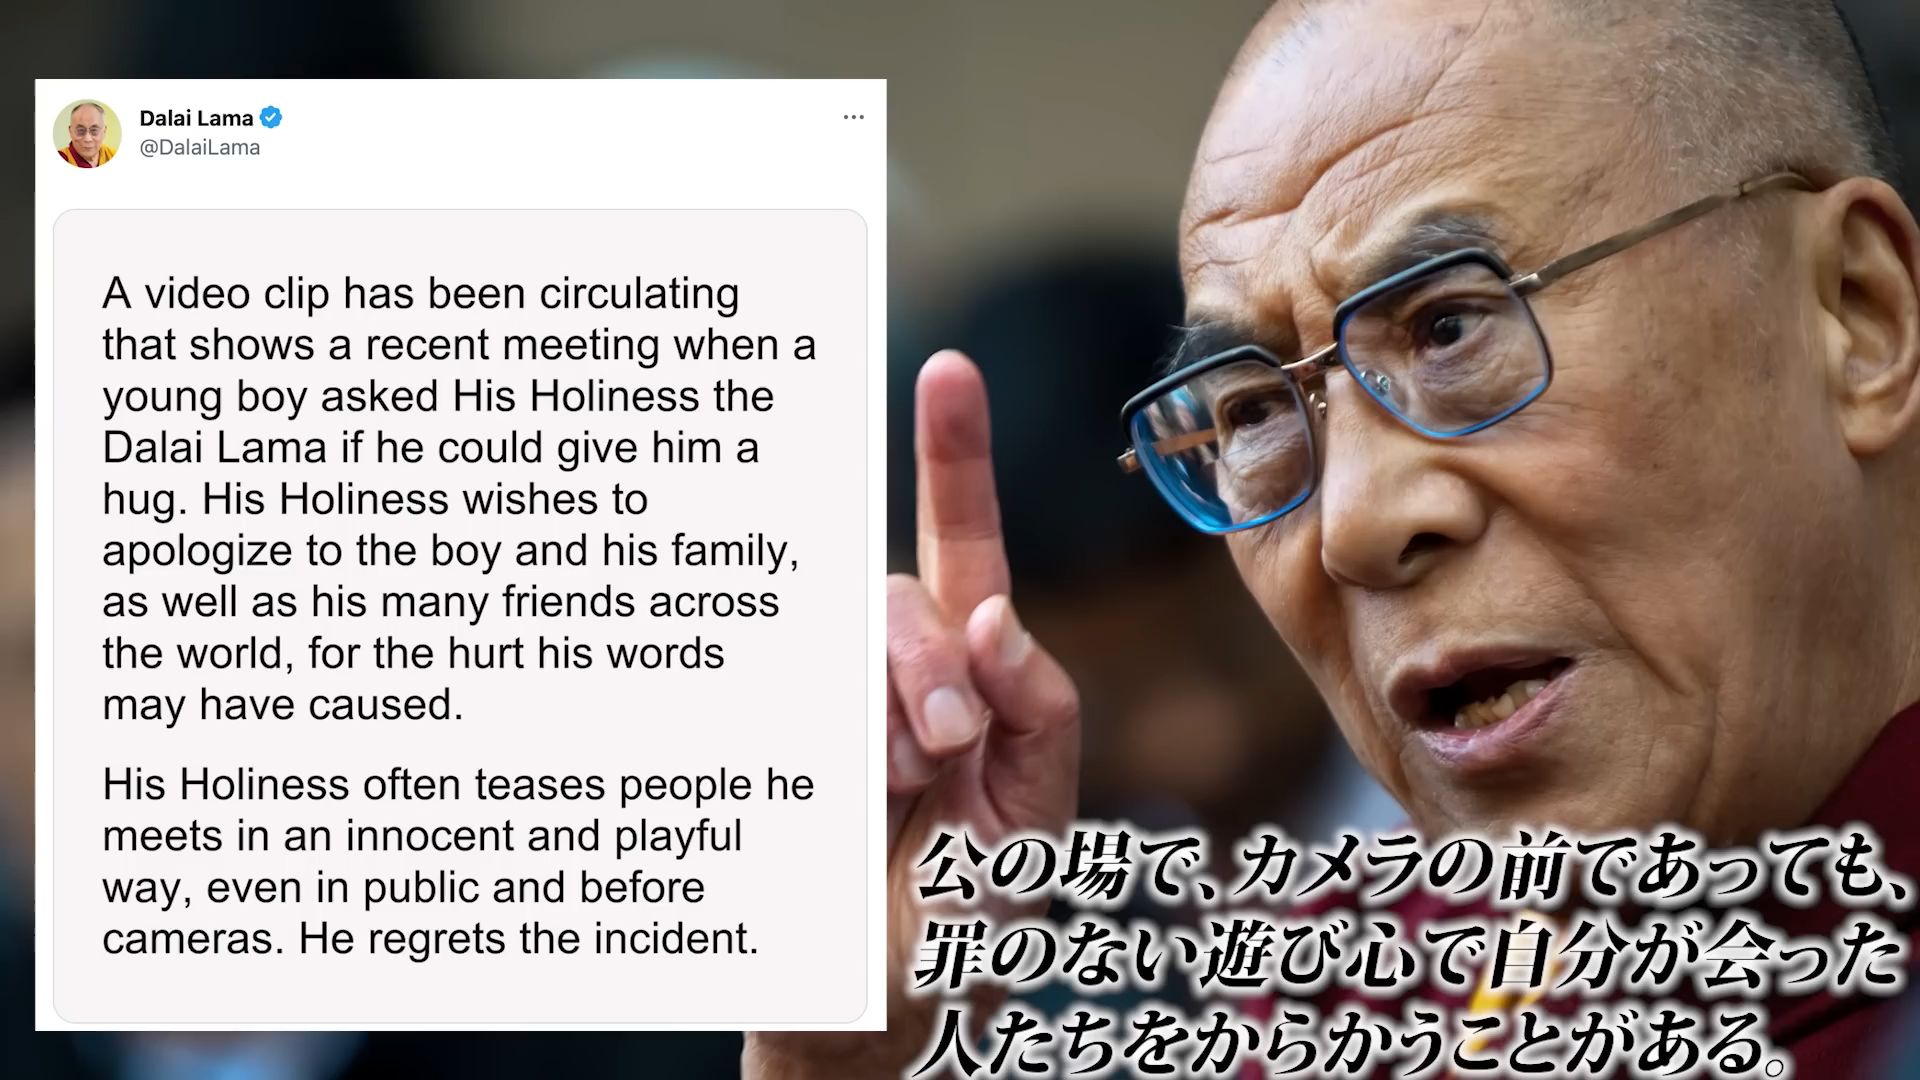 Dalai Lama
@DalaiLama
A video clip has been circulating
that shows a recent meeting when a
young boy asked His Holiness the
Dalai Lama if he could give him a
hug. His Holiness wishes to
apologize to the boy and his family,
as well as his many friends across
the world, for the hurt his words
may have caused.
His Holiness often teases people he
meets in an innocent and playful
way, even in public and before
cameras. He regrets the incident.
公の場で、カメラの前であっても、
罪のない遊び心で自分が会った
人たちをからかうことがある。